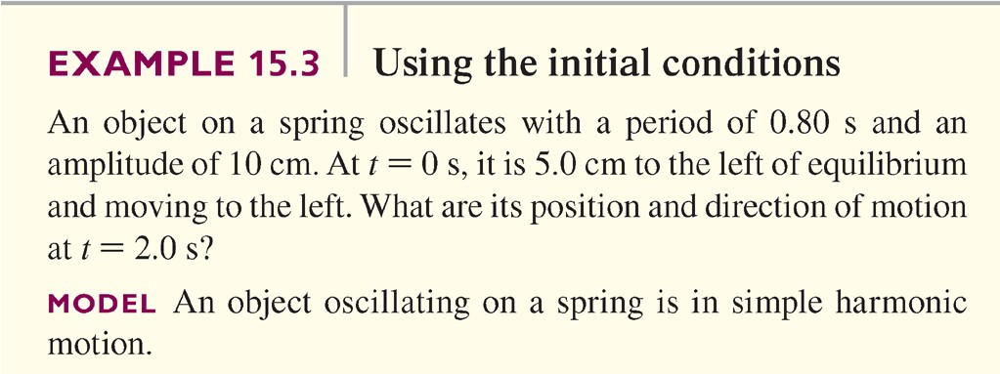 EXAMPLE 15.3 Using the initial conditions
An object on a spring oscillates with a period of 0.80 s and an
amplitude of 10 cm. At t = 0 s, it is 5.0 cm to the left of equilibrium
and moving to the left. What are its position and direction of motion
at t = 2.0 s?
MODEL An object oscillating on a spring is in simple harmonic
motion.